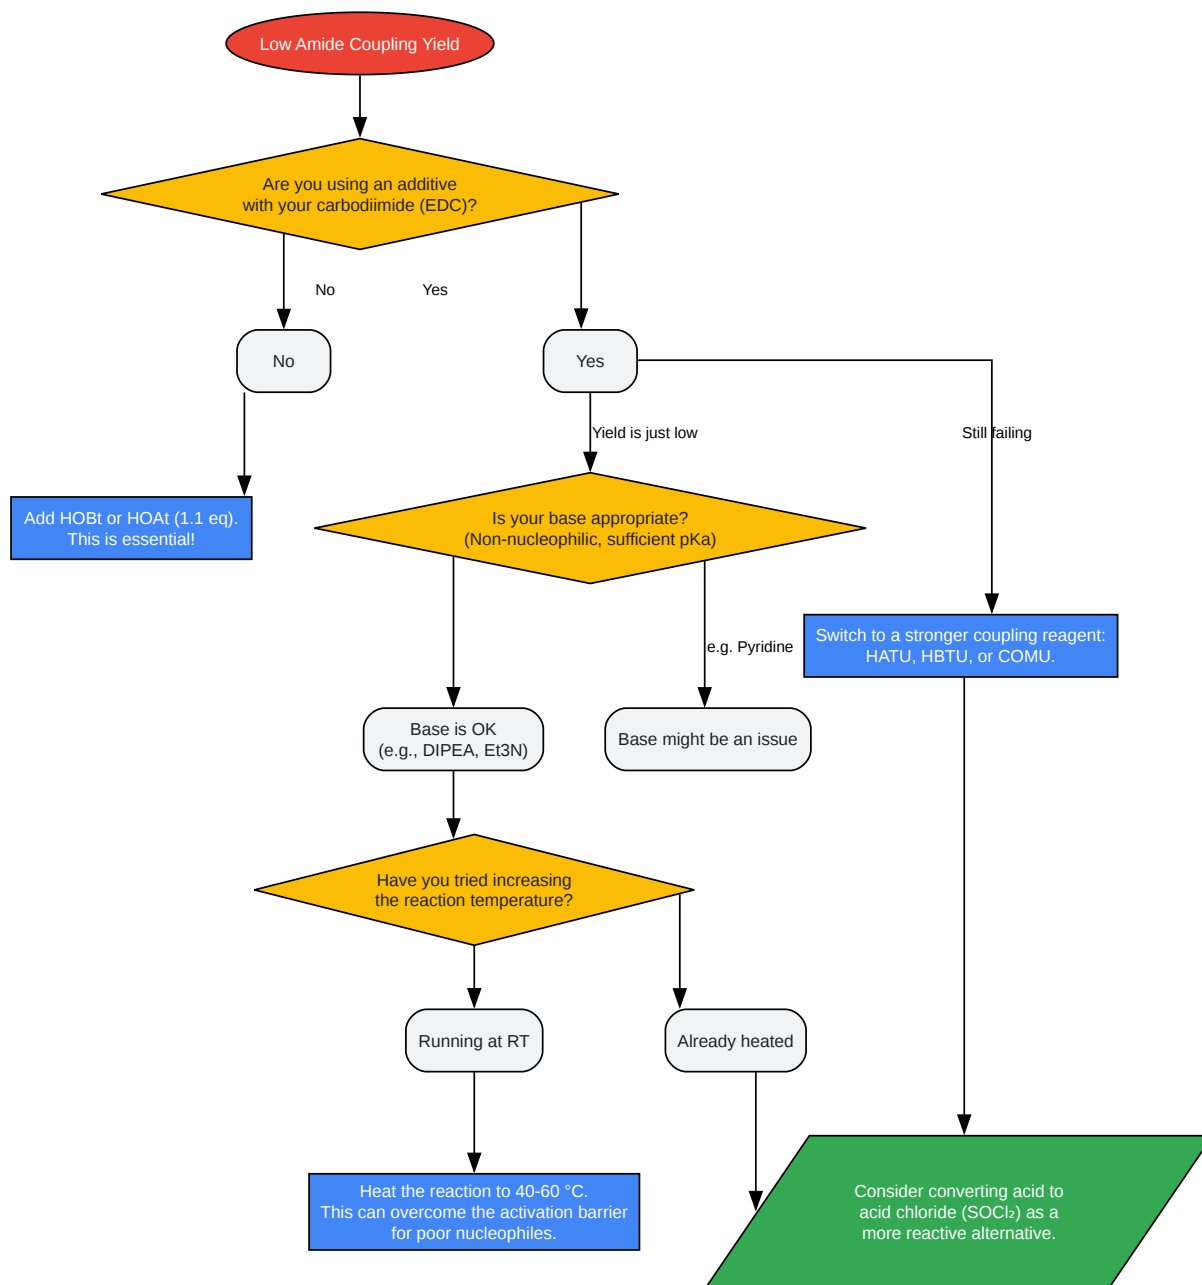 Low Amide Coupling Yield
Are you using an additive
with your carbodiimide (EDC)?
No
Yes
No
Yes
Yield is just low
Still failing
Add HOBt or HOAt (1.1 eq).
This is essential!
Is your base appropriate?
(Non-nucleophilic, sufficient pKa)
e.g. Pyridine
Switch to a stronger coupling reagent:
HATU, HBTU, or COMU.
Base is OK
(e.g., DIPEA, Et3N)
Base might be an issue
Have you tried increasing
the reaction temperature?
Running at RT
Already heated
Heat the reaction to 40-60 °C.
This can overcome the activation barrier
for poor nucleophiles.
Consider converting acid to
acid chloride (SOCl₂) as a
more reactive alternative.